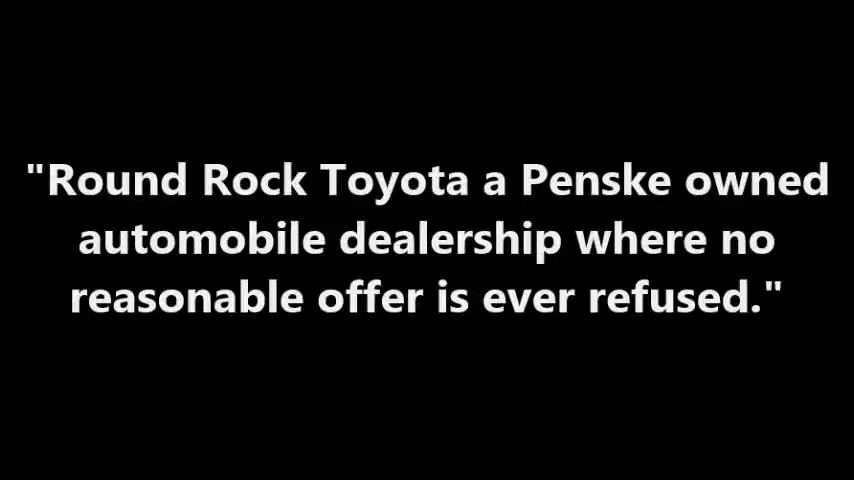 "Round Rock Toyota a Penske owned
automobile dealership where no
reasonable offer is ever refused."